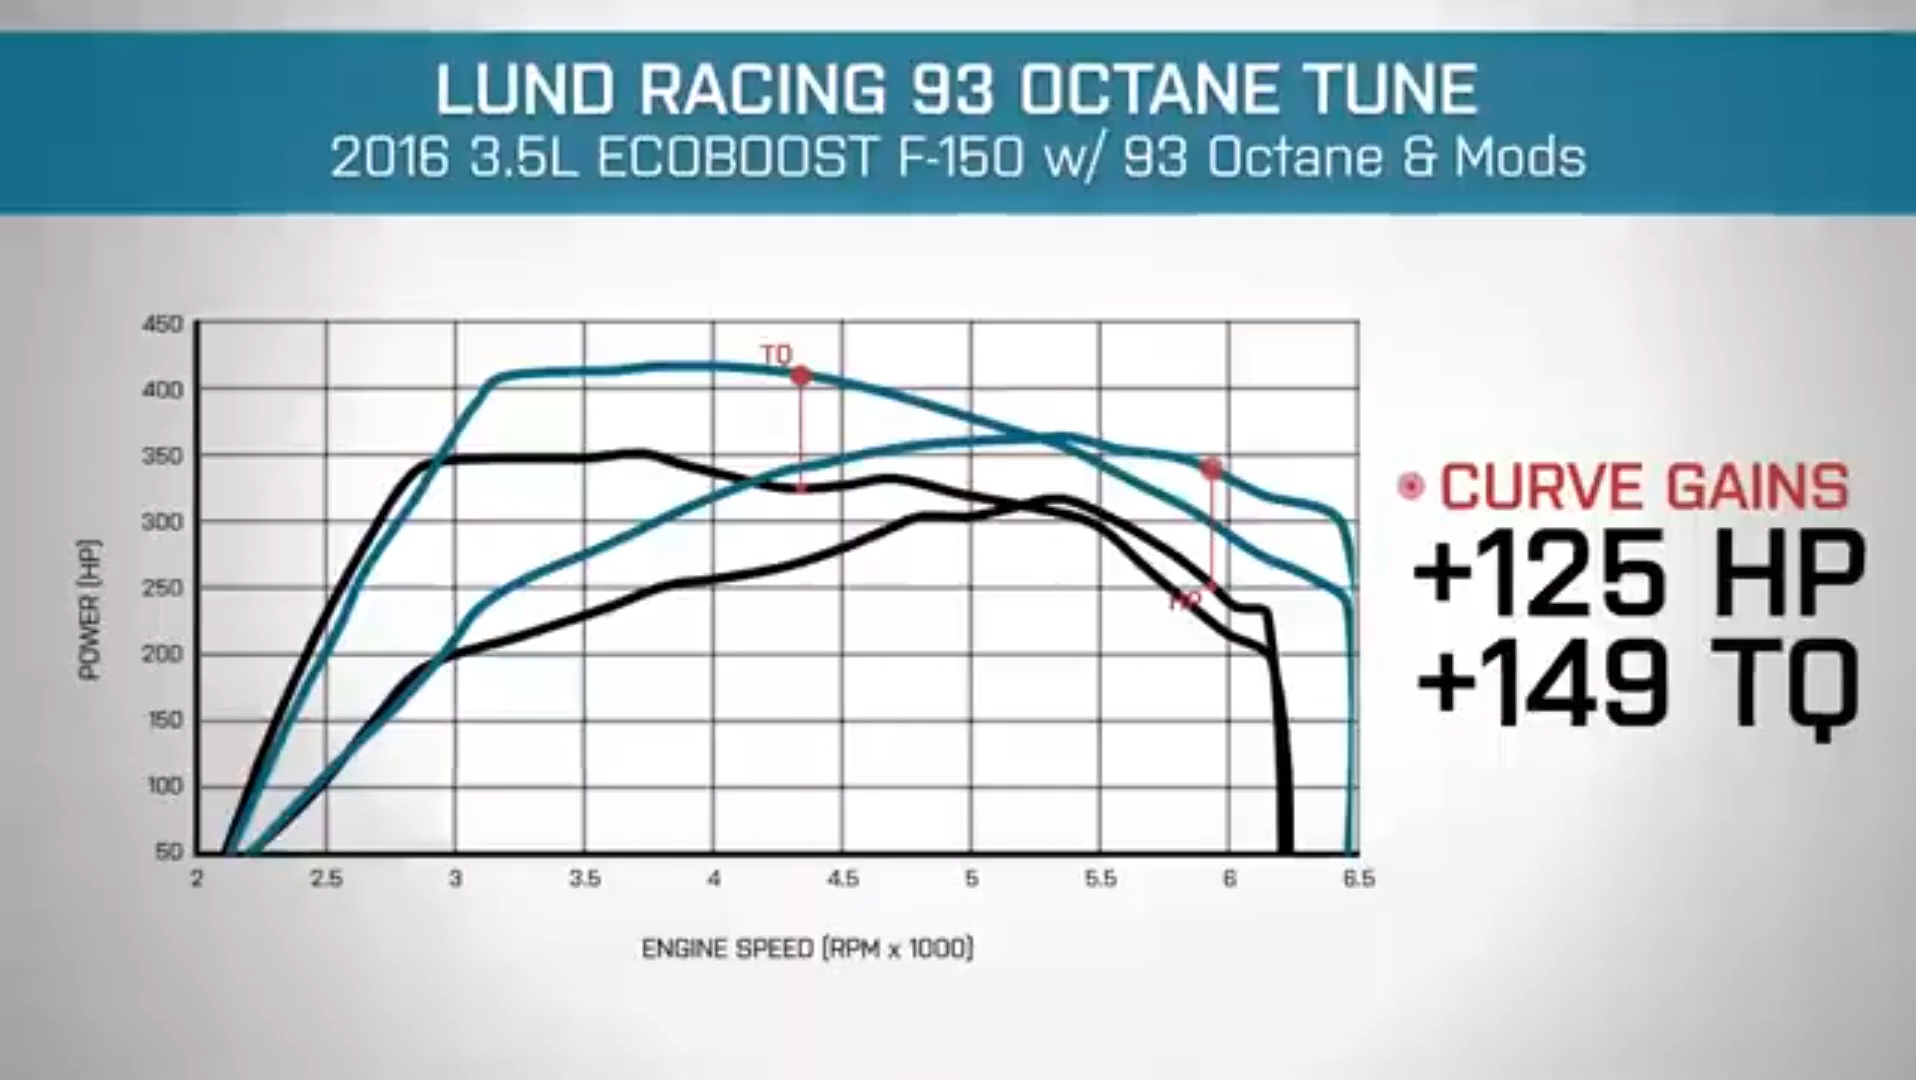 LUND RACING 93 OCTANE TUNE
2016 3.5L ECOBOOST F-150 w/ 93 Octane & Mods
450
400
350
300
250
200
150
100
50
POWER (HP)
TQ
HP
2 2.5 3 3.5 4 4.5 5 5.5 6 6.5
ENGINE SPEED (RPM x 1000)
CURVE GAINS
+125 HP
+149 TQ